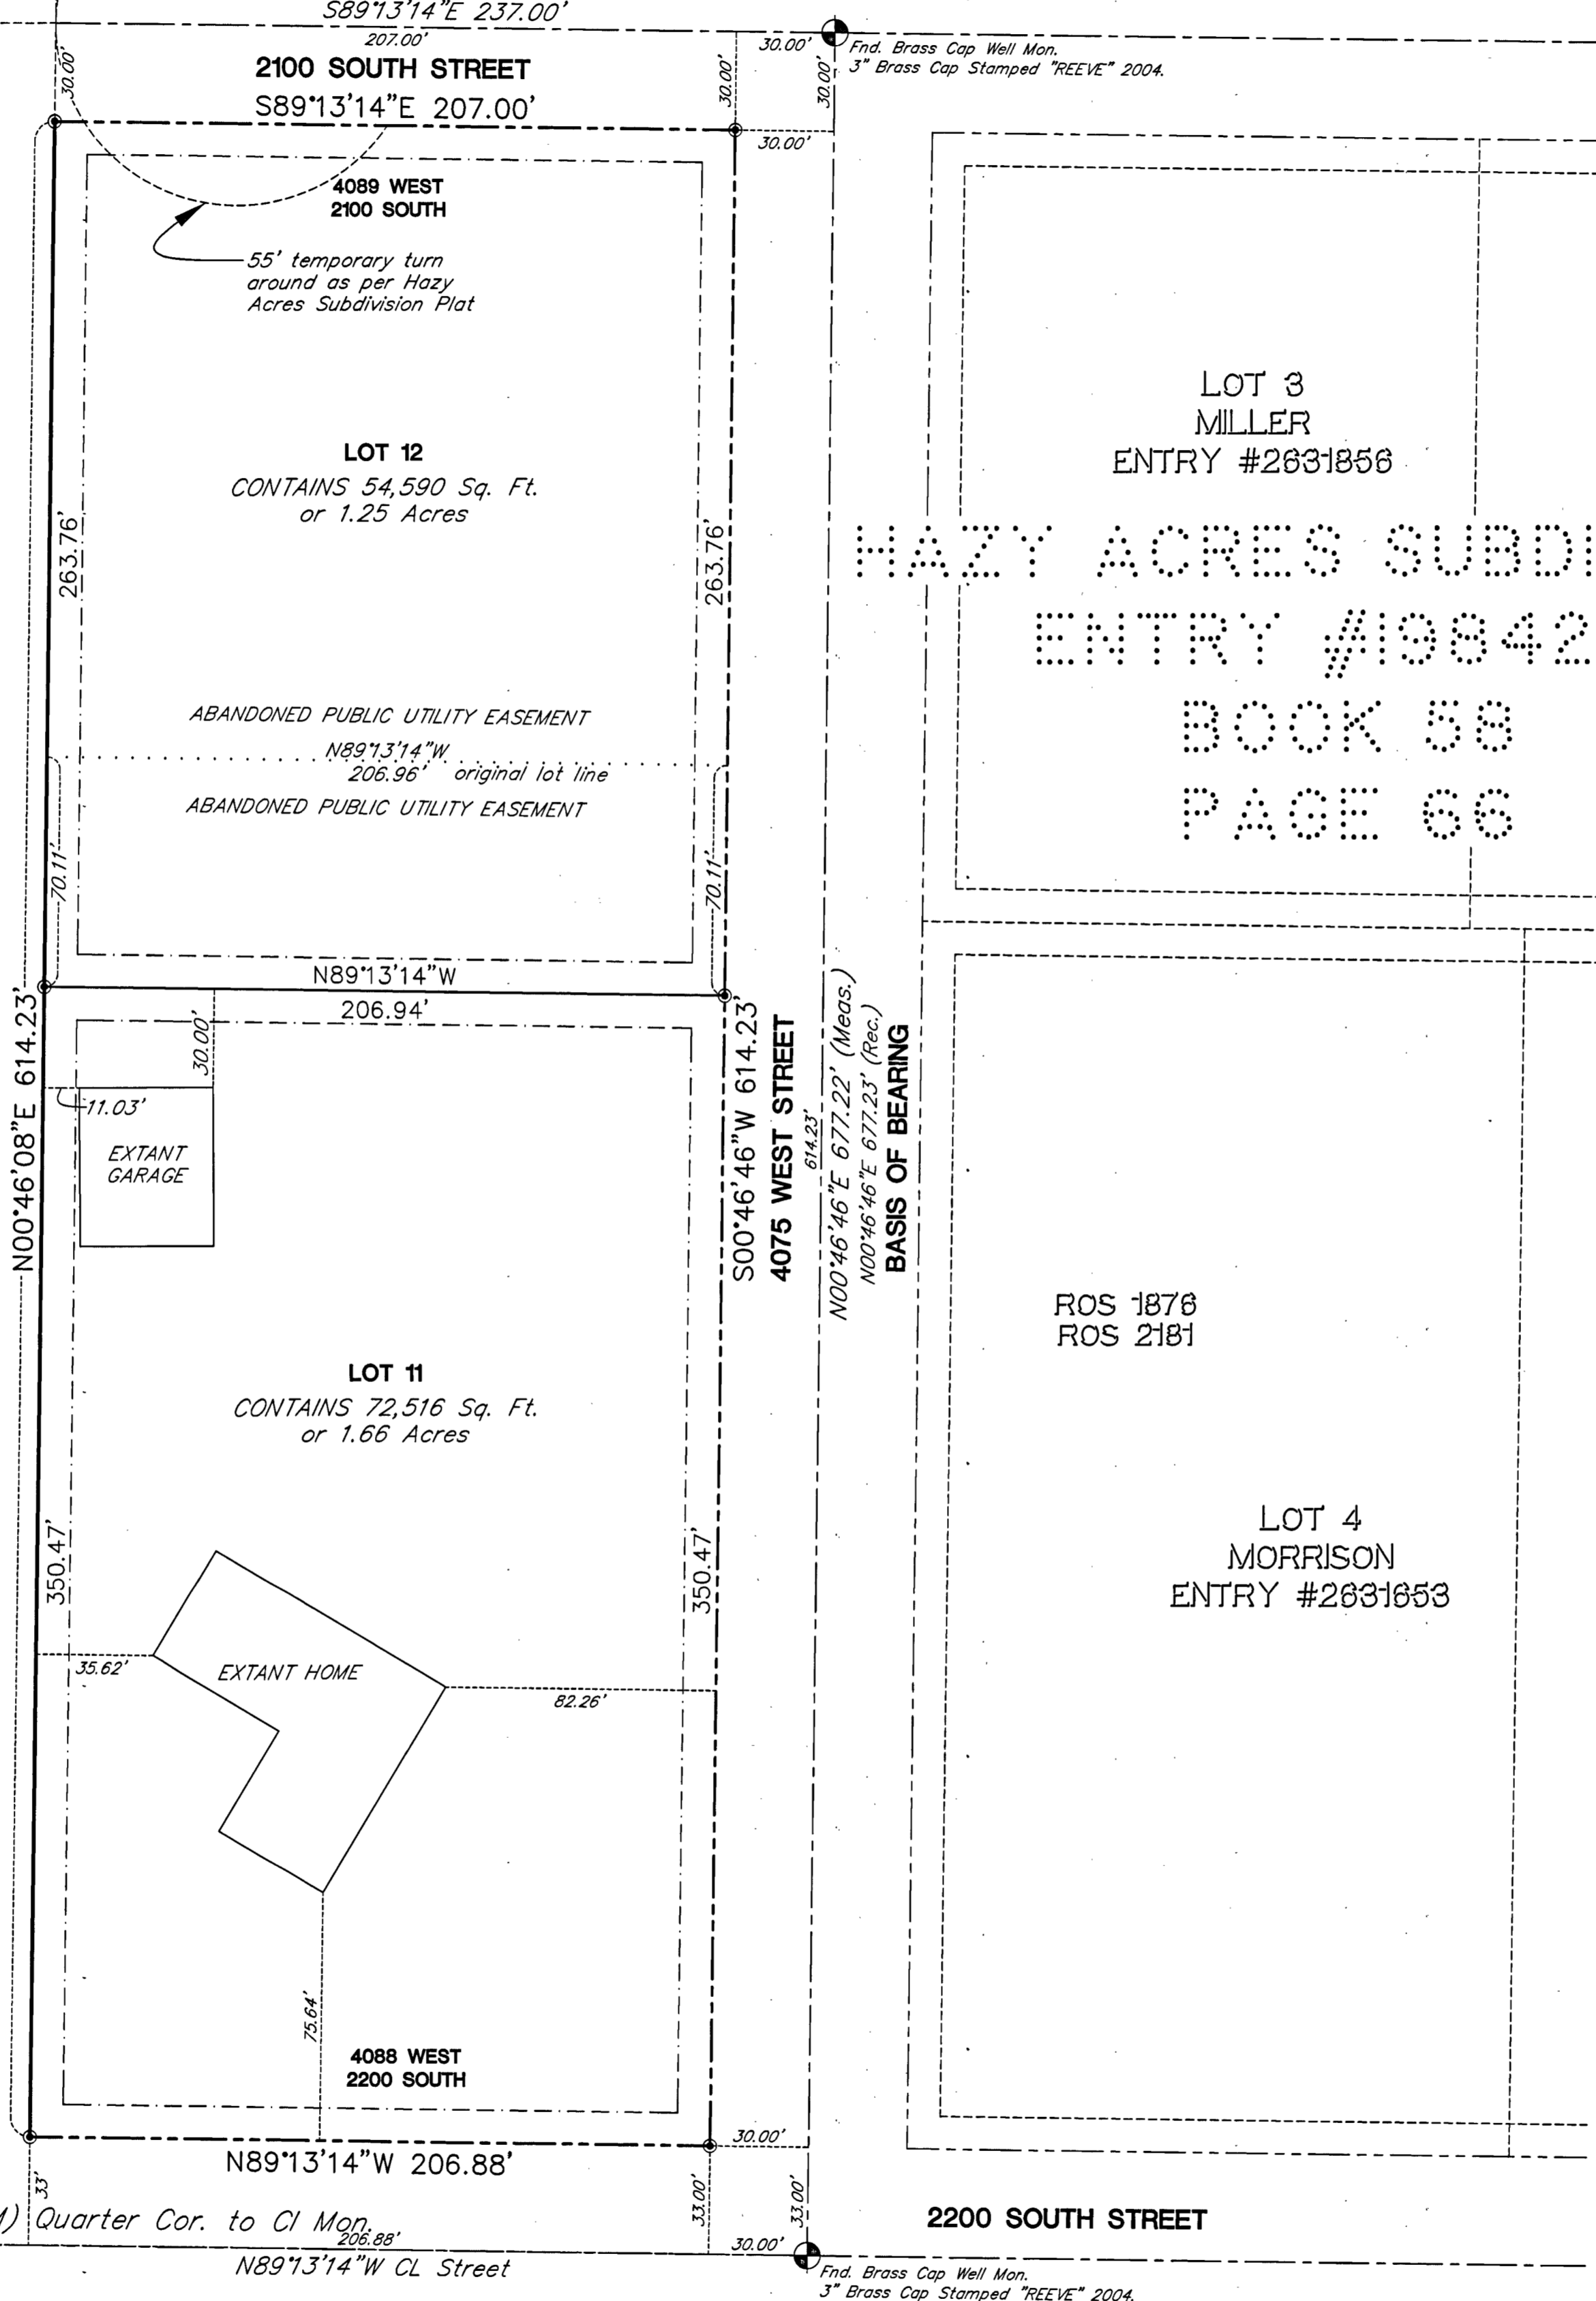 S89°13'14"E 237.00'
207.00'
30.00'
30.00'
30.00'
30.00'
Fnd. Brass Cap Well Mon.
3" Brass Cap Stamped "REEVE" 2004.
2100 SOUTH STREET
S89°13'14"E 207.00'
30.00'
4089 WEST
2100 SOUTH
55' temporary turn
around as per Hazy
Acres Subdivision Plat
LOT 3
MILLER
ENTRY #2631856
LOT 12
CONTAINS 54,590 Sq. Ft.
or 1.25 Acres
263.76'
263.76'
HAZY ACRES SUBDI
ENTRY #19842
BOOK 58
PAGE 66
ABANDONED PUBLIC UTILITY EASEMENT
N89°13'14"W
206.96' original lot line
ABANDONED PUBLIC UTILITY EASEMENT
70.11'
70.11'
N89°13'14"W
206.94'
N00°46'08"E 614.23'
30.00'
11.03'
EXTANT
GARAGE
S00°46'46"W 614.23'
4075 WEST STREET
614.23'
N00°46'46"E 677.22' (Meas.)
N00°46'46"E 677.23' (Rec.)
BASIS OF BEARING
ROS 1876
ROS 2181
LOT 11
CONTAINS 72,516 Sq. Ft.
or 1.66 Acres
350.47'
350.47'
LOT 4
MORRISON
ENTRY #2631653
35.62'
EXTANT HOME
82.26'
75.64'
4088 WEST
2200 SOUTH
N89°13'14"W 206.88'
30.00'
33'
33.00'
33.00'
2200 SOUTH STREET
) Quarter Cor. to Cl Mon.
206.88'
30.00'
N89°13'14"W CL Street
Fnd. Brass Cap Well Mon.
3" Brass Cap Stamped "REEVE" 2004.